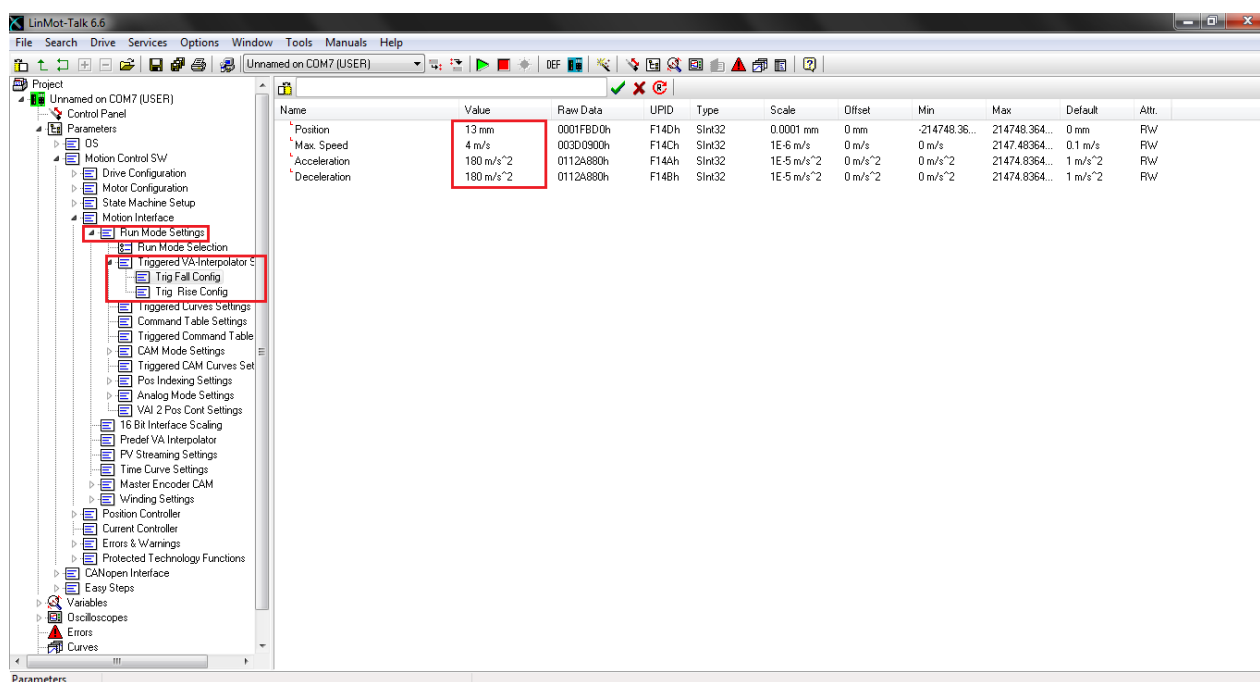 LinMot-Talk 6.6
File Search Drive Services Options Window Tools Manuals Help
Unnamed on COM7 (USER) DEF
Project
Unnamed on COM7 (USER)
Control Panel
Parameters
OS
Motion Control SW
Drive Configuration
Motor Configuration
State Machine Setup
Motion Interface
Run Mode Settings
Run Mode Selection
Triggered VA-Interpolator S
Trig Fall Config
Trig Rise Config
Triggered Curves Settings
Command Table Settings
Triggered Command Table
CAM Mode Settings
Triggered CAM Curves Set
Pos Indexing Settings
Analog Mode Settings
VAI 2 Pos Cont Settings
16 Bit Interface Scaling
Predef VA Interpolator
PV Streaming Settings
Time Curve Settings
Master Encoder CAM
Winding Settings
Position Controller
Current Controller
Errors & Warnings
Protected Technology Functions
CANopen Interface
Easy Steps
Variables
Oscilloscopes
Errors
Curves
Name Value Raw Data UPID Type Scale Offset Min Max Default Attr.
Position 13 mm 0001FBD0h F14Dh SInt32 0.0001 mm 0 mm -214748.36... 214748.364... 0 mm RW
Max. Speed 4 m/s 003D0900h F14Ch SInt32 1E-6 m/s 0 m/s 0 m/s 2147.48364... 0.1 m/s RW
Acceleration 180 m/s^2 0112A880h F14Ah SInt32 1E-5 m/s^2 0 m/s^2 0 m/s^2 21474.8364... 1 m/s^2 RW
Deceleration 180 m/s^2 0112A880h F14Bh SInt32 1E-5 m/s^2 0 m/s^2 0 m/s^2 21474.8364... 1 m/s^2 RW
Parameters